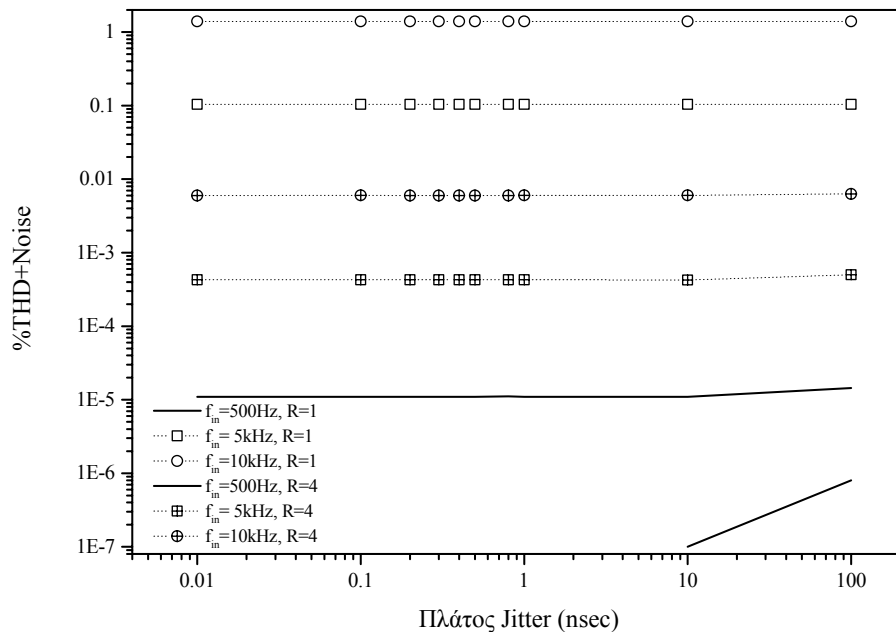 1
0.1
0.01
1E-3
1E-4
1E-5
1E-6
1E-7
%THD+Noise
f_in=500Hz, R=1
f_in= 5kHz, R=1
f_in=10kHz, R=1
f_in=500Hz, R=4
f_in= 5kHz, R=4
f_in=10kHz, R=4
0.01 0.1 1 10 100
Πλάτος Jitter (nsec)